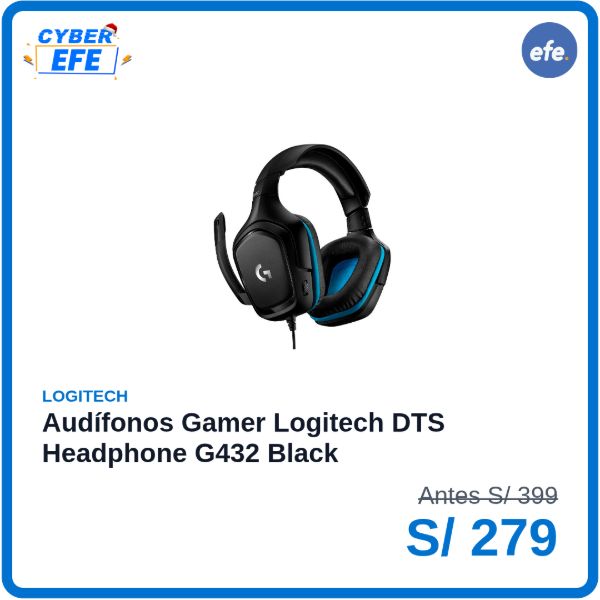 CYBER
EFE
efe.
G
LOGITECH
Audífonos Gamer Logitech DTS
Headphone G432 Black
Antes S/ 399
S/ 279